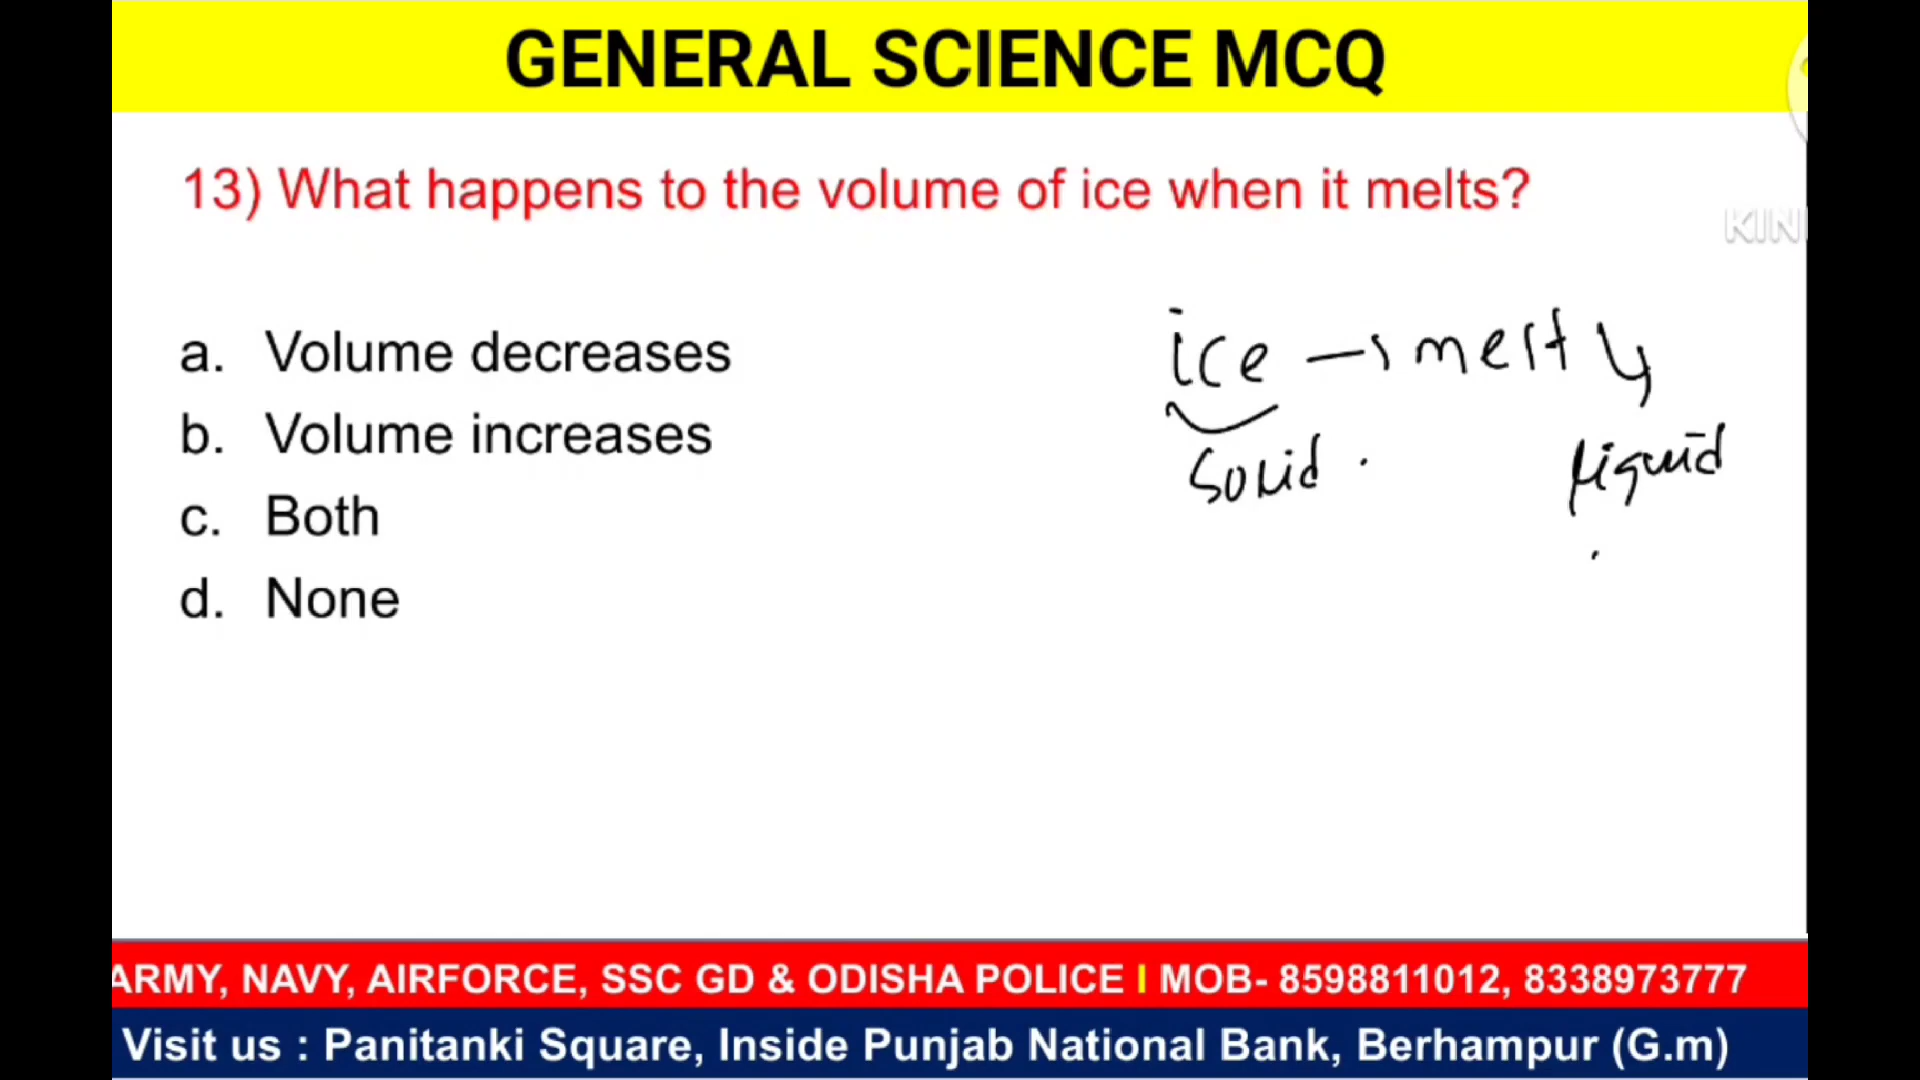 GENERAL SCIENCE MCQ
13) What happens to the volume of ice when it melts?
KIN
a. Volume decreases
b. Volume increases
c. Both
d. None
ice → melt
solid .
liquid
ARMY, NAVY, AIRFORCE, SSC GD & ODISHA POLICE I MOB- 8598811012, 8338973777
Visit us : Panitanki Square, Inside Punjab National Bank, Berhampur (G.m)